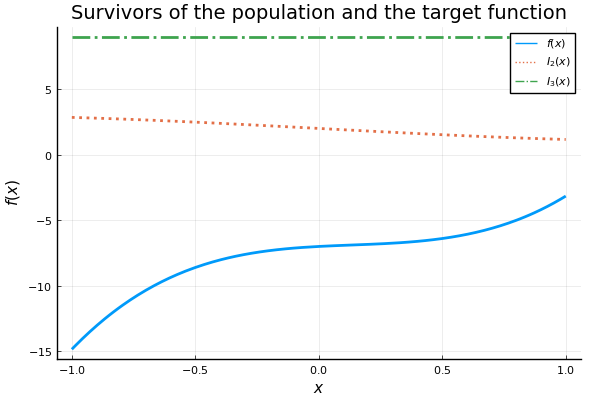 Survivors of the population and the target function
f(x)
I₂(x)
I₃(x)
5
0
−5
−10
−15
f(x)
−1.0 −0.5 0.0 0.5 1.0
x